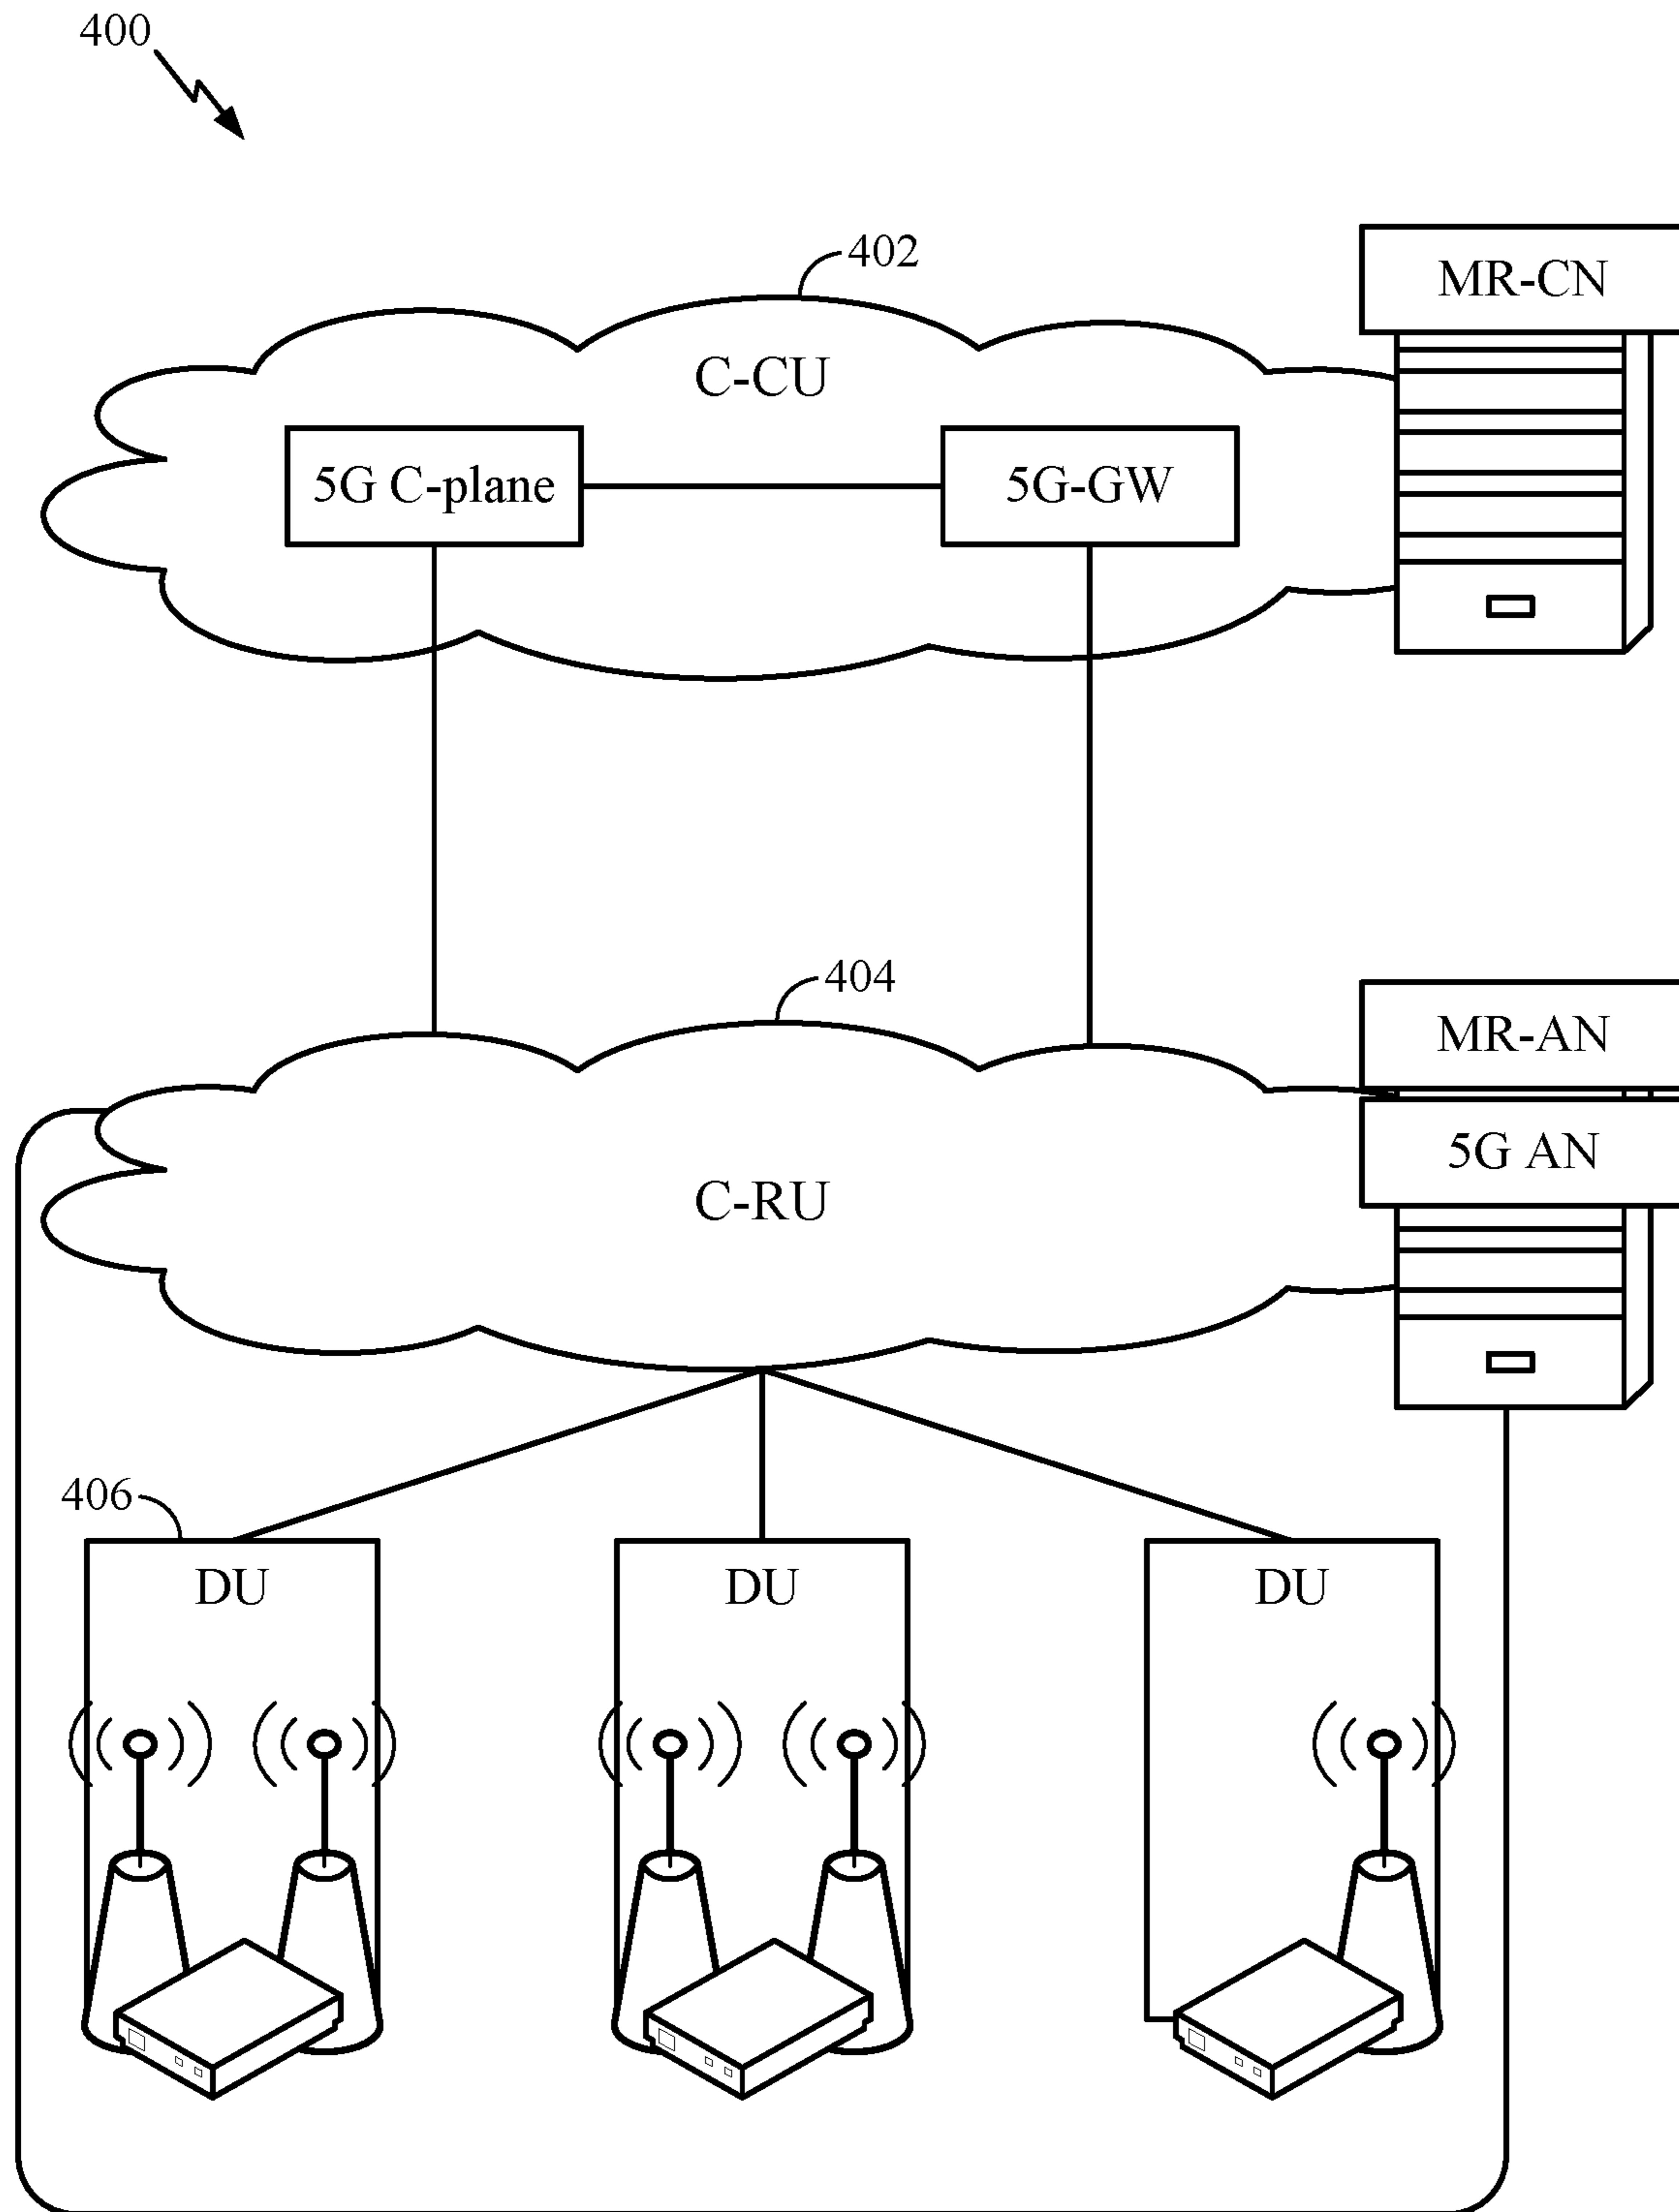 400
402
MR-CN
C-CU
5G C-plane
5G-GW
404
MR-AN
5G AN
C-RU
406
DU
DU
DU